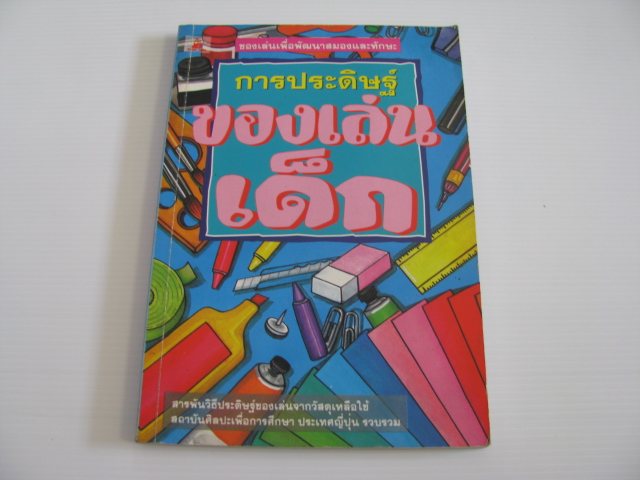 ของเล่นเพื่อพัฒนาสมองและทักษะ
การประดิษฐ์
ของเล่น
เด็ก
สารพันวิธีประดิษฐ์ของเล่นจากวัสดุเหลือใช้
สถาบันศิลปะเพื่อการศึกษา ประเทศญี่ปุ่น รวบรวม